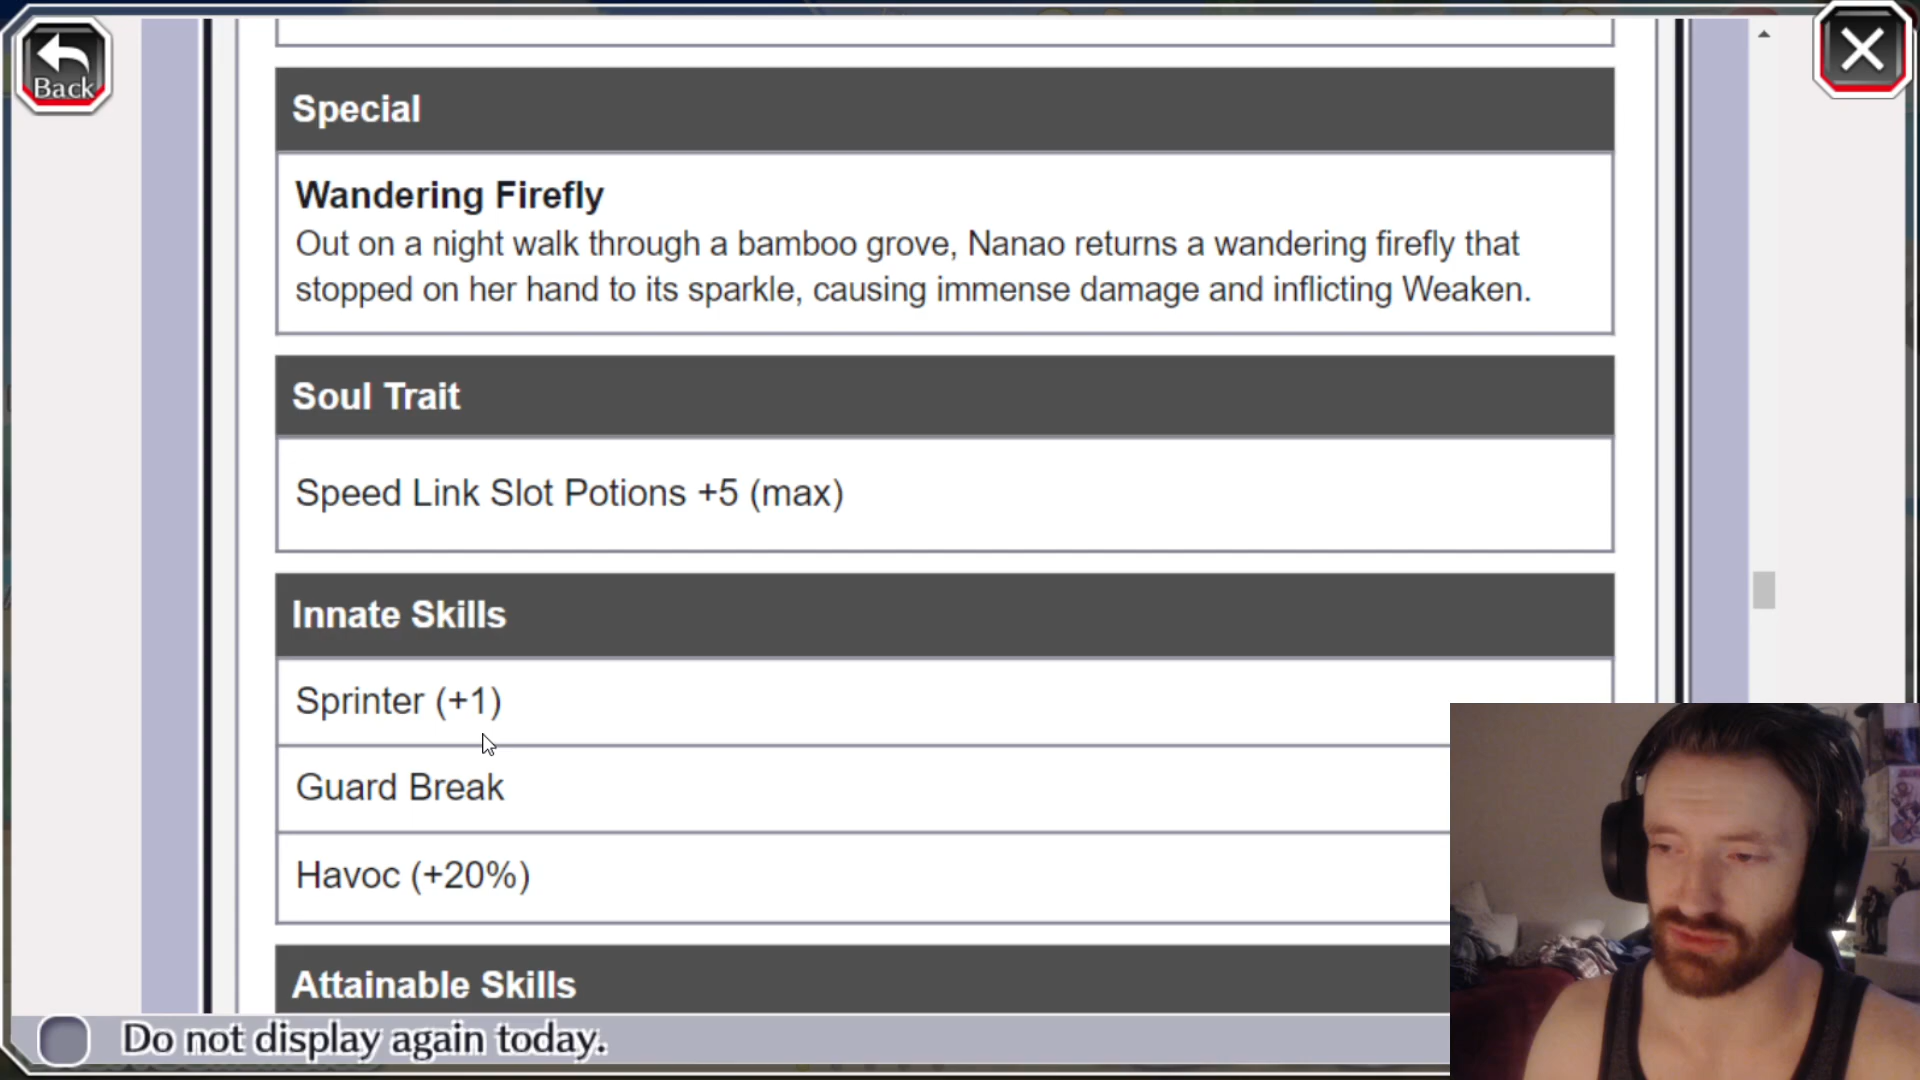 Back
Special
Wandering Firefly
Out on a night walk through a bamboo grove, Nanao returns a wandering firefly that
stopped on her hand to its sparkle, causing immense damage and inflicting Weaken.
Soul Trait
Speed Link Slot Potions +5 (max)
Innate Skills
Sprinter (+1)
Guard Break
Havoc (+20%)
Attainable Skills
Do not display again today.